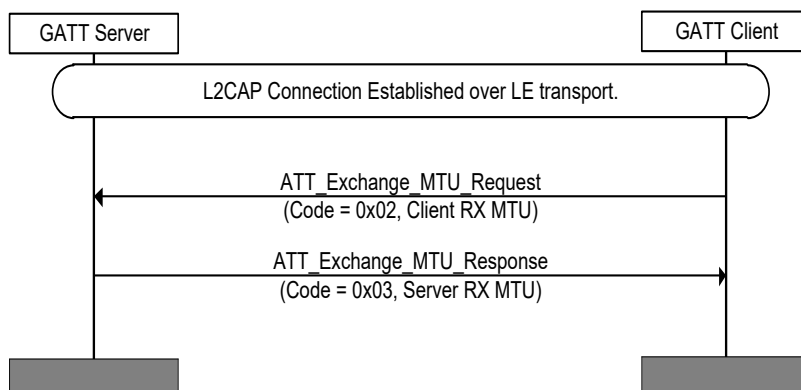 GATT Server
GATT Client
L2CAP Connection Established over LE transport.
ATT_Exchange_MTU_Request
(Code = 0x02, Client RX MTU)
ATT_Exchange_MTU_Response
(Code = 0x03, Server RX MTU)